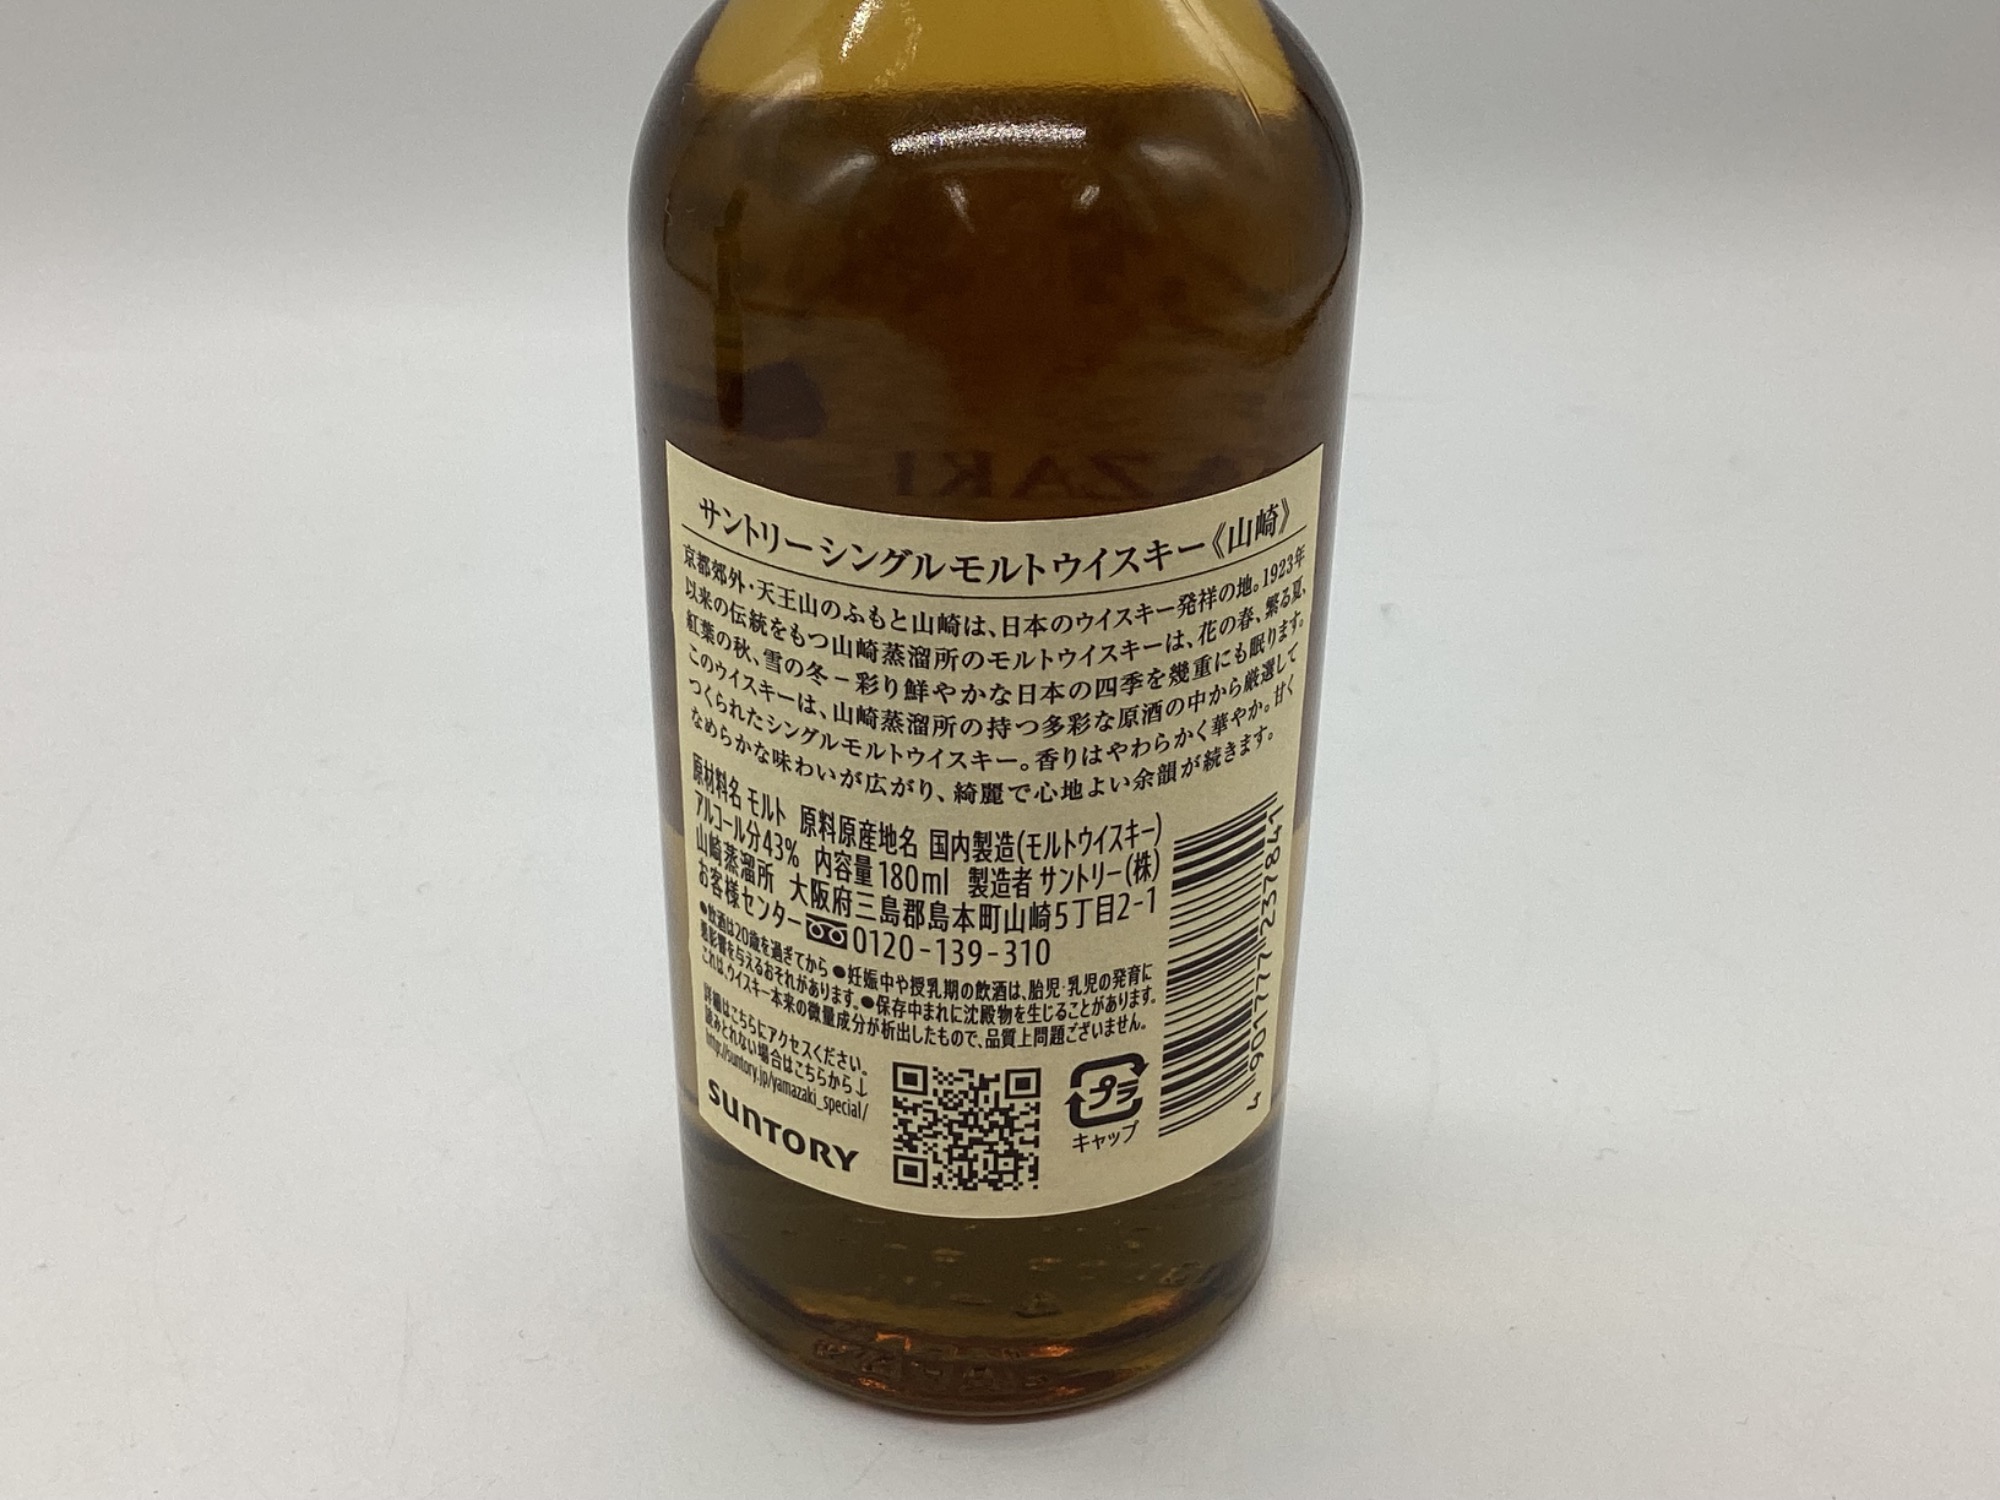 サントリーシングルモルトウイスキー《山崎》
京都郊外・天王山のふもと山崎は、日本のウイスキー発祥の地。1923年
以来の伝統をもつ山崎蒸溜所のモルトウイスキーは、花の春、繁る夏、
紅葉の秋、雪の冬－彩り鮮やかな日本の四季を幾重にも眠ります。
このウイスキーは、山崎蒸溜所の持つ多彩な原酒の中から厳選して
つくられたシングルモルトウイスキー。香りはやわらかく華やか。甘く
なめらかな味わいが広がり、綺麗で心地よい余韻が続きます。
原材料名 モルト 原料原産地名 国内製造(モルトウイスキー)
アルコール分43% 内容量180ml 製造者 サントリー(株)
山崎蒸溜所 大阪府三島郡島本町山崎5丁目2-1
お客様センター 0120-139-310
●飲酒は20歳を過ぎてから ●妊娠中や授乳期の飲酒は、胎児・乳児の発育に
悪影響を与えるおそれがあります。●保存中まれに沈殿物を生じることがあります。
これは、ウイスキー本来の微量成分が析出したもので、品質上問題ございません。
詳細はこちらにアクセスください。
読みとれない場合はこちらから↓
http://suntory.jp/yamazaki_special/
SUNTORY
プラ
キャップ
4 901777 237841
ZAKI